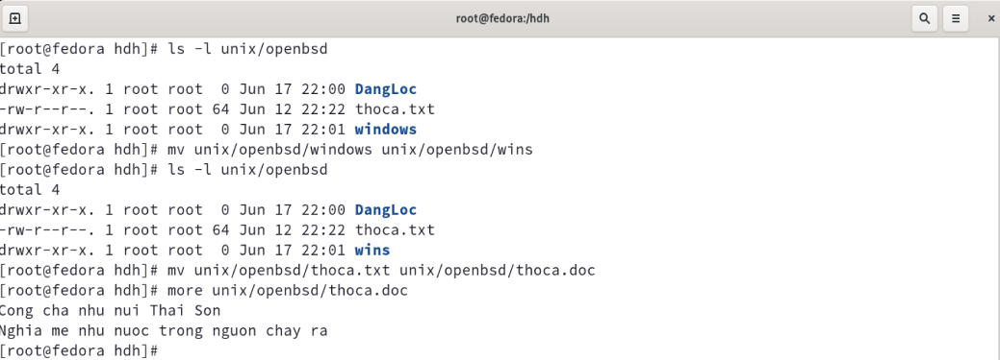 root@fedora:/hdh
[root@fedora hdh]# ls -l unix/openbsd
total 4
drwxr-xr-x. 1 root root  0 Jun 17 22:00 DangLoc
-rw-r--r--. 1 root root 64 Jun 12 22:22 thoca.txt
drwxr-xr-x. 1 root root  0 Jun 17 22:01 windows
[root@fedora hdh]# mv unix/openbsd/windows unix/openbsd/wins
[root@fedora hdh]# ls -l unix/openbsd
total 4
drwxr-xr-x. 1 root root  0 Jun 17 22:00 DangLoc
-rw-r--r--. 1 root root 64 Jun 12 22:22 thoca.txt
drwxr-xr-x. 1 root root  0 Jun 17 22:01 wins
[root@fedora hdh]# mv unix/openbsd/thoca.txt unix/openbsd/thoca.doc
[root@fedora hdh]# more unix/openbsd/thoca.doc
Cong cha nhu nui Thai Son
Nghia me nhu nuoc trong nguon chay ra
[root@fedora hdh]#